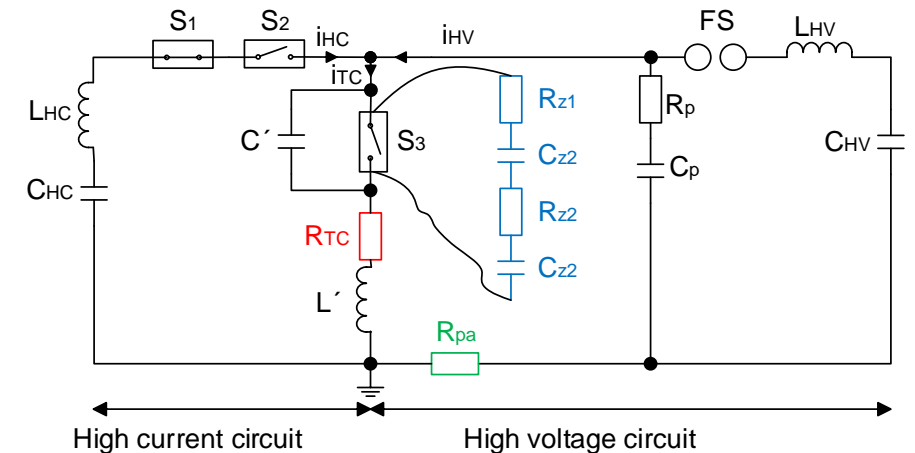 S1
S2
iHC
iHV
FS
LHV
iTC
LHC
C´
S3
Rz1
Rp
CHV
Cz2
Cp
CHC
Rz2
RTC
Cz2
L´
Rpa
High current circuit
High voltage circuit